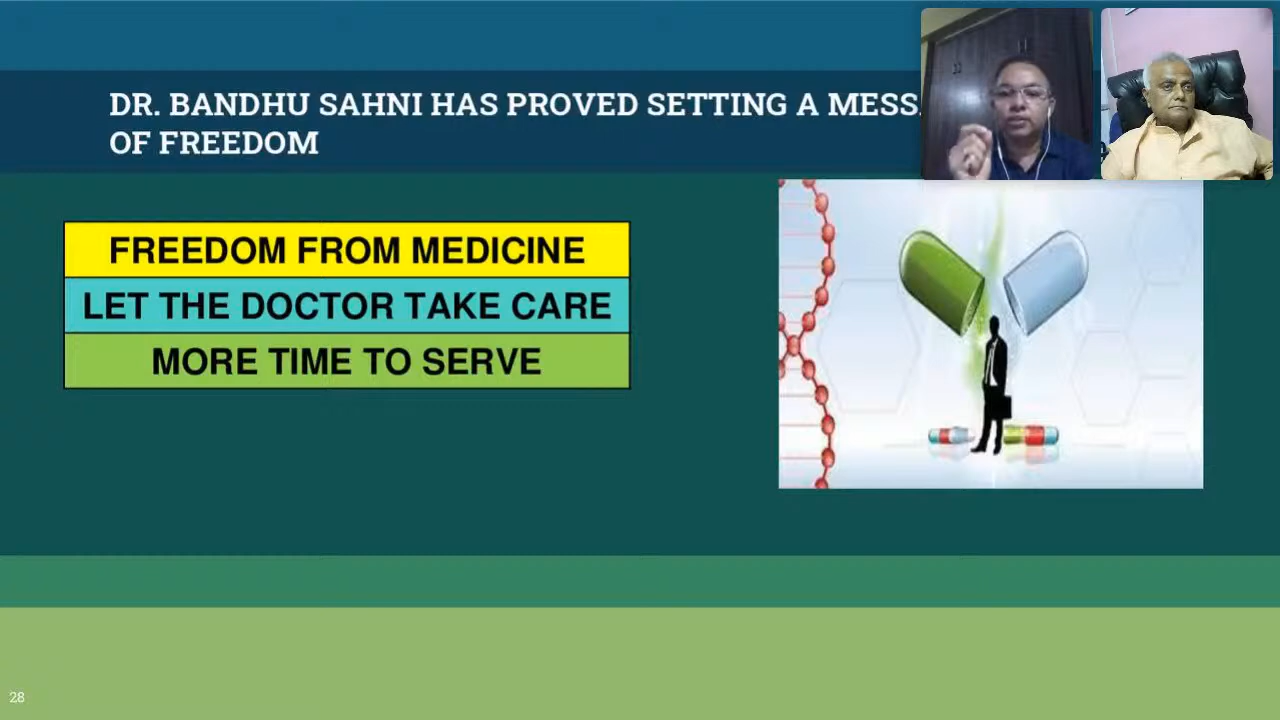 DR. BANDHU SAHNI HAS PROVED SETTING A
OF FREEDOM
FREEDOM FROM MEDICINE
LET THE DOCTOR TAKE CARE
MORE TIME TO SERVE
28